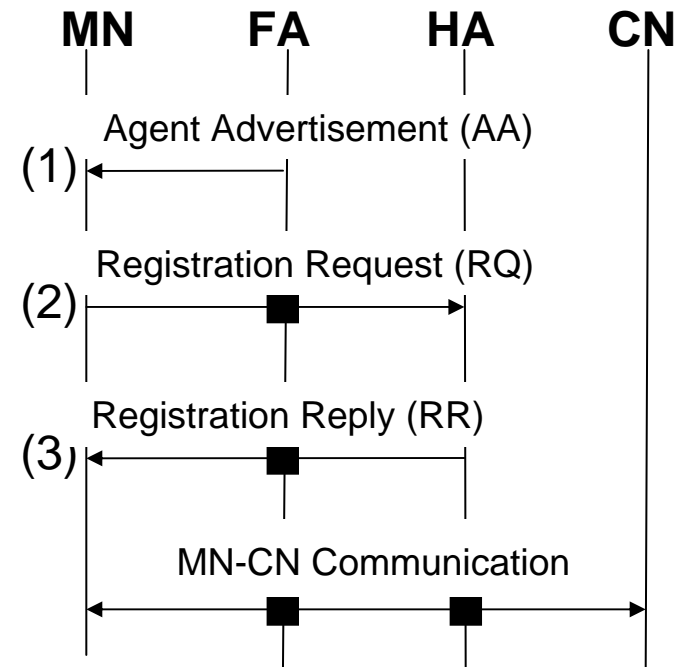 MN FA HA CN
Agent Advertisement (AA)
(1)
Registration Request (RQ)
(2)
Registration Reply (RR)
(3)
MN-CN Communication